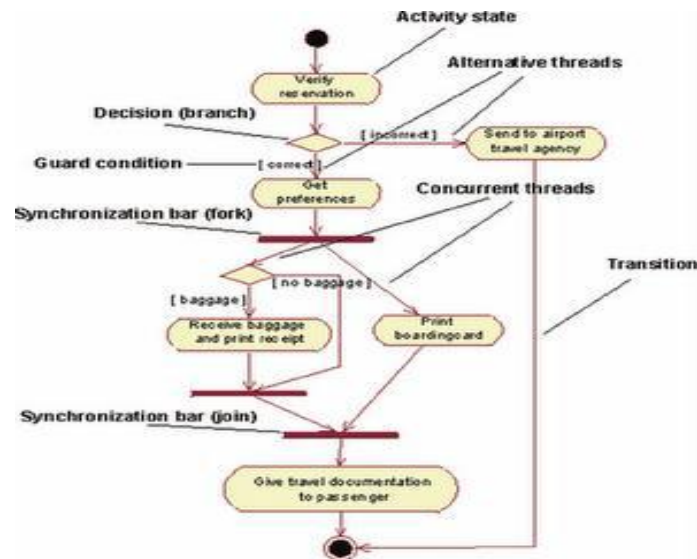 Activity state
Alternative threads
Verify
reservation
Decision (branch)
[ incorrect ]
Send to airport
travel agency
Guard condition
[ correct ]
Get
preferences
Concurrent threads
Synchronization bar (fork)
[ no baggage ]
Transition
[ baggage ]
Receive baggage
and print receipt
Print
boardingcard
Synchronization bar (join)
Give travel documentation
to passenger